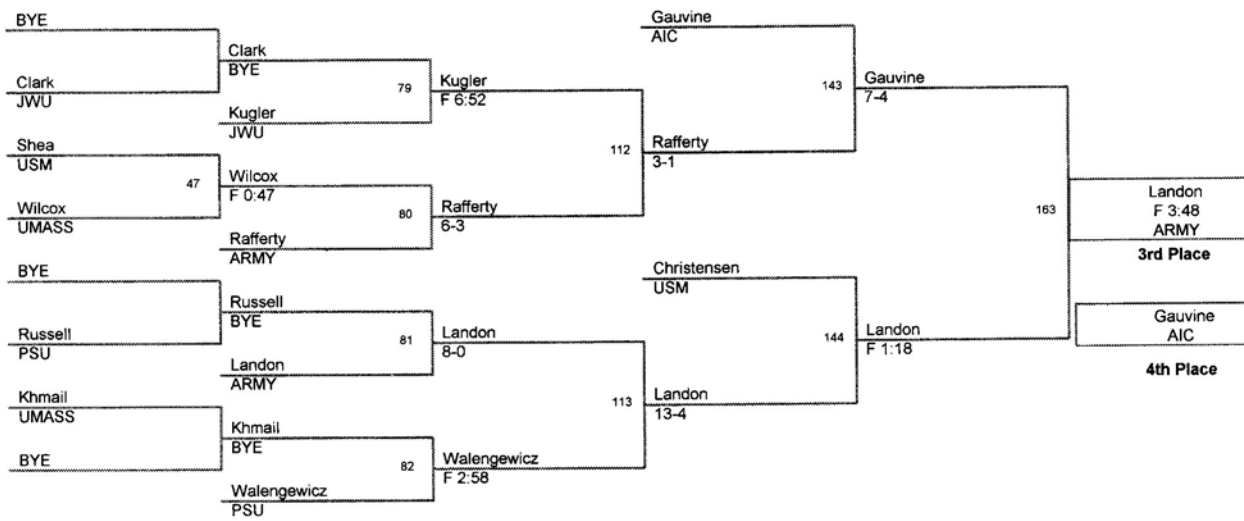 BYE
Clark
JWU
Shea
USM
47
Wilcox
UMASS
BYE
Russell
PSU
Khmail
UMASS
BYE
Clark
BYE
79
Kugler
JWU
Wilcox
F 0:47
80
Rafferty
ARMY
Russell
BYE
81
Landon
ARMY
Khmail
BYE
82
Walengewicz
PSU
Kugler
F 6:52
112
Rafferty
6-3
Landon
8-0
113
Walengewicz
F 2:58
Gauvine
AIC
143
Rafferty
3-1
Christensen
USM
144
Landon
13-4
Gauvine
7-4
163
Landon
F 1:18
Landon
F 3:48
ARMY
3rd Place
Gauvine
AIC
4th Place